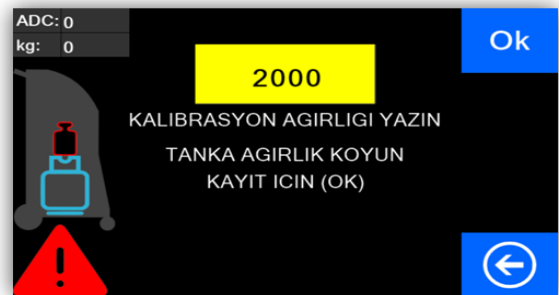 ADC: 0
kg: 0
Ok
2000
KALIBRASYON AGIRLIGI YAZIN
TANKA AGIRLIK KOYUN
KAYIT ICIN (OK)
!